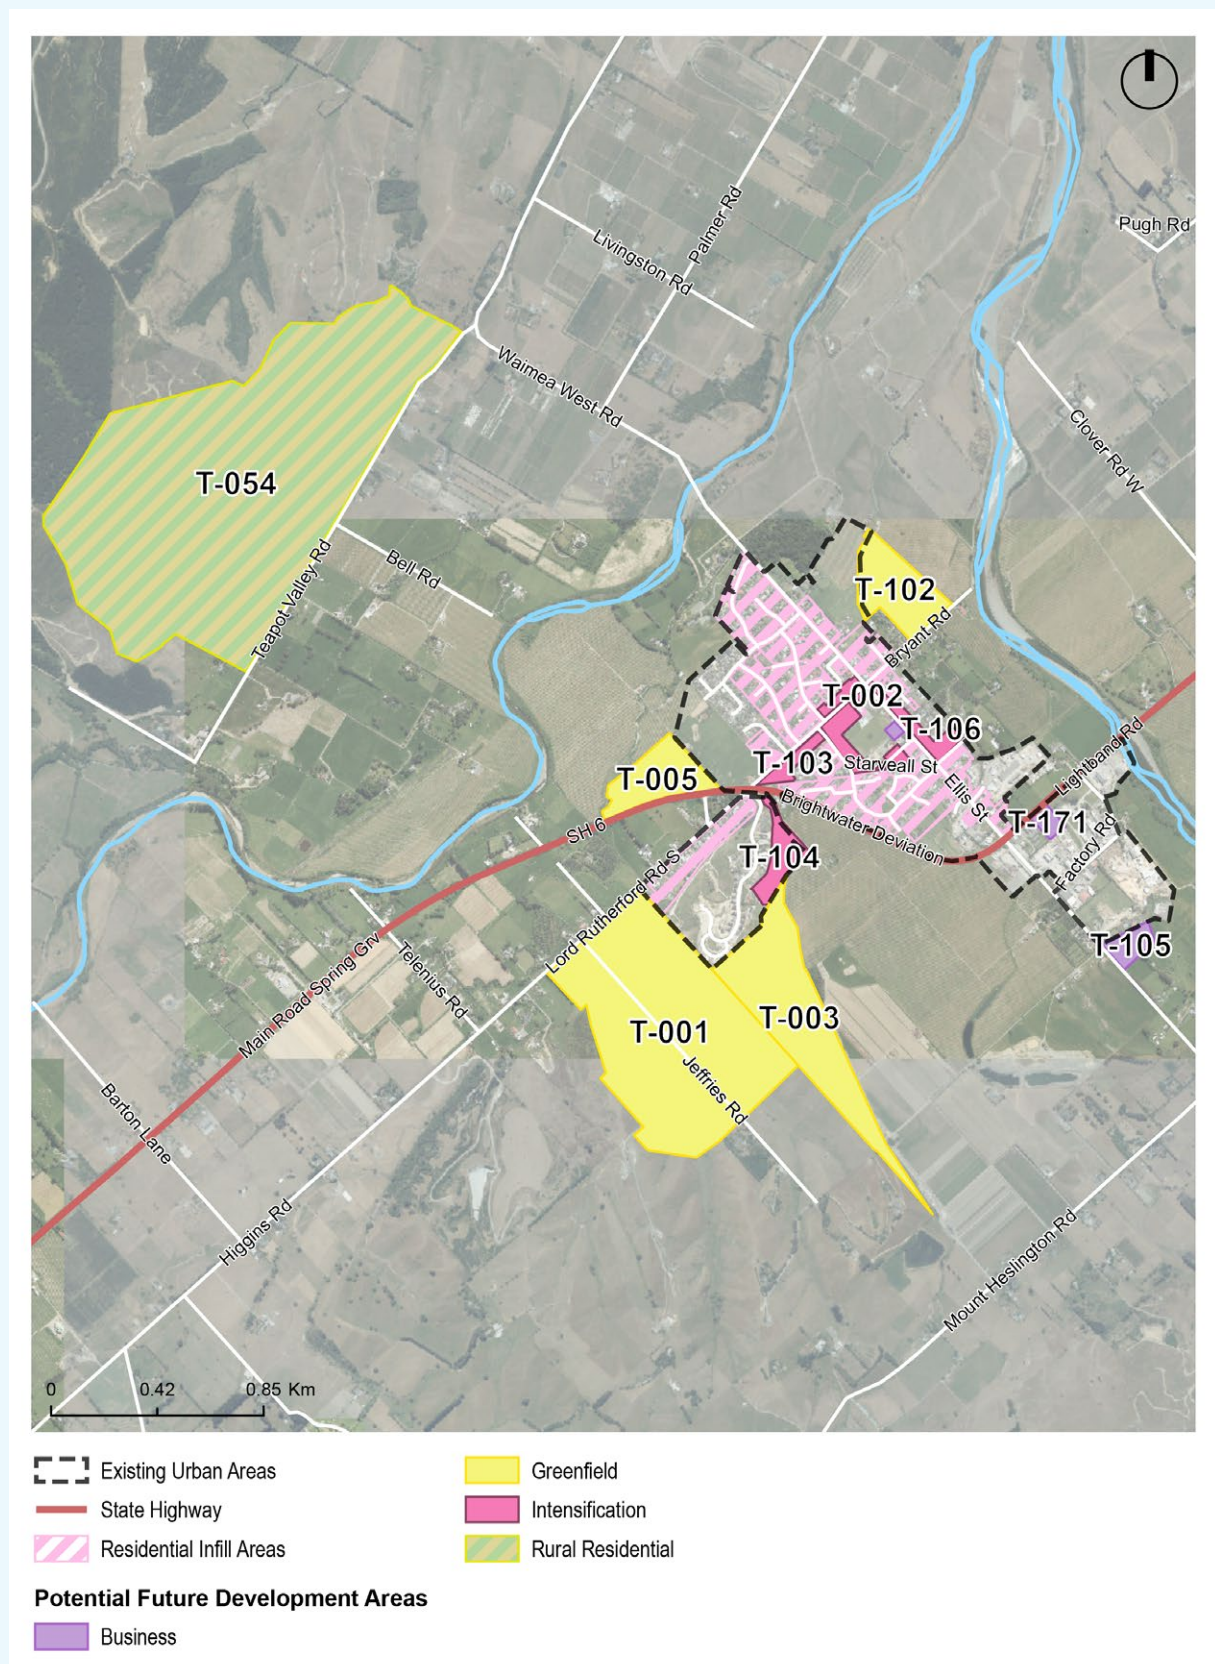 Pugh Rd
Palmer Rd
Livingston Rd
Waimea West Rd
Clover Rd W
T-054
Bell Rd
Teapot Valley Rd
T-102
Bryant Rd
T-002
T-106
T-103
Starveall St
T-005
Ellis St
Lightband Rd
Brightwater Deviation
SH 6
T-171
Factory Rd
T-104
Lord Rutherford Rd S
T-105
Main Road Spring Grv
Telenius Rd
T-001
T-003
Jeffries Rd
Barton Lane
Higgins Rd
Mount Heslington Rd
0 0.42 0.85 Km
Existing Urban Areas
State Highway
Residential Infill Areas
Potential Future Development Areas
Business
Greenfield
Intensification
Rural Residential